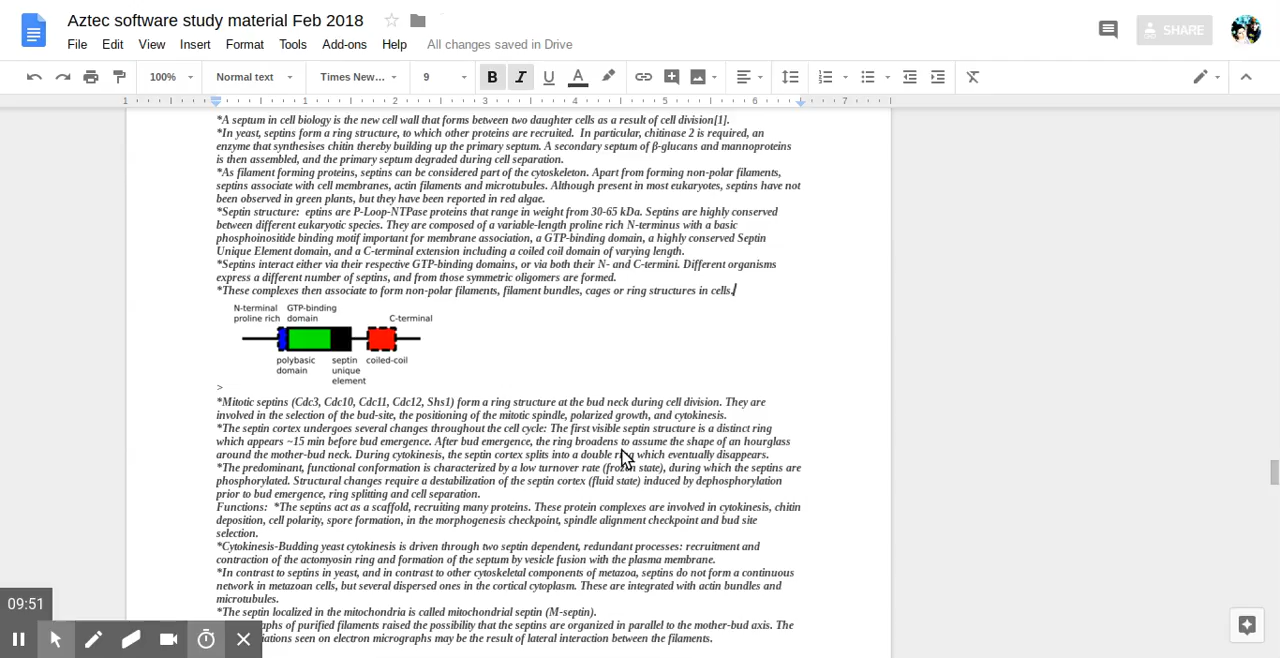 Aztec software study material Feb 2018
File Edit View Insert Format Tools Add-ons Help All changes saved in Drive
SHARE
100% Normal text Times New... 9 B I U A
1 1 2 3 4 5 6 7
*A septum in cell biology is the new cell wall that forms between two daughter cells as a result of cell division[1].
*In yeast, septins form a ring structure, to which other proteins are recruited. In particular, chitinase 2 is required, an
enzyme that synthesises chitin thereby building up the primary septum. A secondary septum of β-glucans and mannoproteins
is then assembled, and the primary septum degraded during cell separation.
*As filament forming proteins, septins can be considered part of the cytoskeleton. Apart from forming non-polar filaments,
septins associate with cell membranes, actin filaments and microtubules. Although present in most eukaryotes, septins have not
been observed in green plants, but they have been reported in red algae.
*Septin structure: eptins are P-Loop-NTPase proteins that range in weight from 30-65 kDa. Septins are highly conserved
between different eukaryotic species. They are composed of a variable-length proline rich N-terminus with a basic
phosphoinositide binding motif important for membrane association, a GTP-binding domain, a highly conserved Septin
Unique Element domain, and a C-terminal extension including a coiled coil domain of varying length.
*Septins interact either via their respective GTP-binding domains, or via both their N- and C-termini. Different organisms
express a different number of septins, and from those symmetric oligomers are formed.
*These complexes then associate to form non-polar filaments, filament bundles, cages or ring structures in cells.
N-terminal GTP-binding
proline rich domain C-terminal
polybasic septin coiled-coil
domain unique
element
>
*Mitotic septins (Cdc3, Cdc10, Cdc11, Cdc12, Shs1) form a ring structure at the bud neck during cell division. They are
involved in the selection of the bud-site, the positioning of the mitotic spindle, polarized growth, and cytokinesis.
*The septin cortex undergoes several changes throughout the cell cycle: The first visible septin structure is a distinct ring
which appears ~15 min before bud emergence. After bud emergence, the ring broadens to assume the shape of an hourglass
around the mother-bud neck. During cytokinesis, the septin cortex splits into a double ring which eventually disappears.
*The predominant, functional conformation is characterized by a low turnover rate (frozen state), during which the septins are
phosphorylated. Structural changes require a destabilization of the septin cortex (fluid state) induced by dephosphorylation
prior to bud emergence, ring splitting and cell separation.
Functions: *The septins act as a scaffold, recruiting many proteins. These protein complexes are involved in cytokinesis, chitin
deposition, cell polarity, spore formation, in the morphogenesis checkpoint, spindle alignment checkpoint and bud site
selection.
*Cytokinesis-Budding yeast cytokinesis is driven through two septin dependent, redundant processes: recruitment and
contraction of the actomyosin ring and formation of the septum by vesicle fusion with the plasma membrane.
*In contrast to septins in yeast, and in contrast to other cytoskeletal components of metazoa, septins do not form a continuous
network in metazoan cells, but several dispersed ones in the cortical cytoplasm. These are integrated with actin bundles and
microtubules.
*The septin localized in the mitochondria is called mitochondrial septin (M-septin).
of purified filaments raised the possibility that the septins are organized in parallel to the mother-bud axis. The
seen on electron micrographs may be the result of lateral interaction between the filaments.
09:51